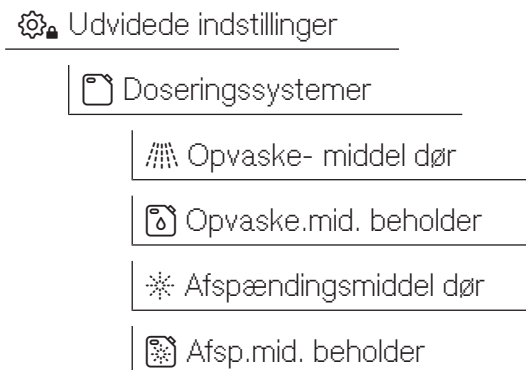 Udvidede indstillinger
Doseringssystemer
Opvaske- middel dør
Opvaske.mid. beholder
Afspændingsmiddel dør
Afsp.mid. beholder